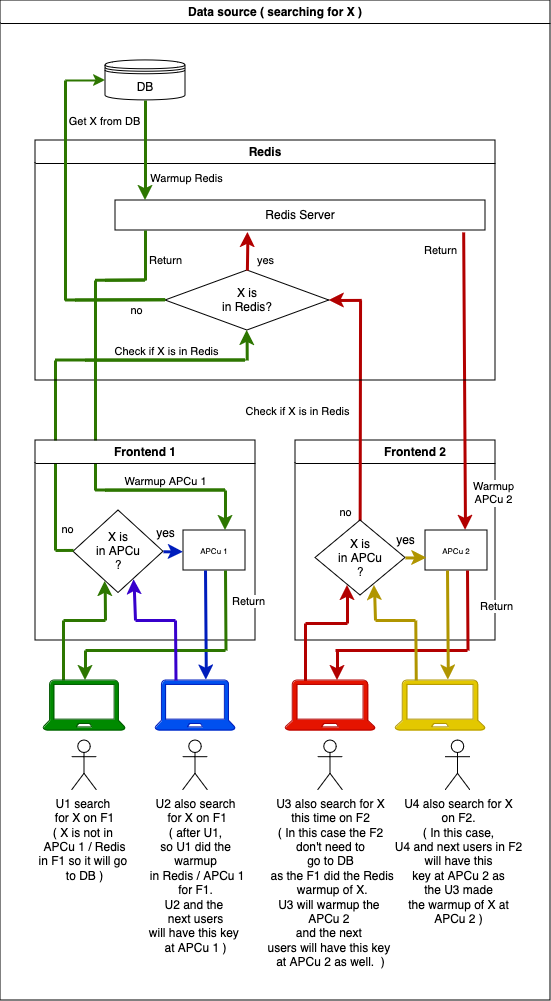 Data source ( searching for X )
DB
Get X from DB
Redis
Warmup Redis
Redis Server
Return
yes
Return
X is
in Redis?
no
Check if X is in Redis
Check if X is in Redis
Frontend 1
Frontend 2
Warmup APCu 1
Warmup
APCu 2
no
X is
in APCu
?
yes
APCu 1
Return
no
X is
in APCu
?
yes
APCu 2
Return
U1 search
for X on F1
( X is not in
APCu 1 / Redis
in F1 so it will go
to DB )
U2 also search
for X on F1
( after U1,
so U1 did the
warmup
in Redis / APCu 1
for F1.
U2 and the
next users
will have this key
at APCu 1 )
U3 also search for X
this time on F2
( In this case the F2
don't need to
go to DB
as the F1 did the Redis
warmup of X.
U3 will warmup the
APCu 2
and the next
users will have this key
at APCu 2 as well.  )
U4 also search for X
on F2.
( In this case,
U4 and next users in F2
will have this
key at APCu 2 as
the U3 made
the warmup of X at
APCu 2 )